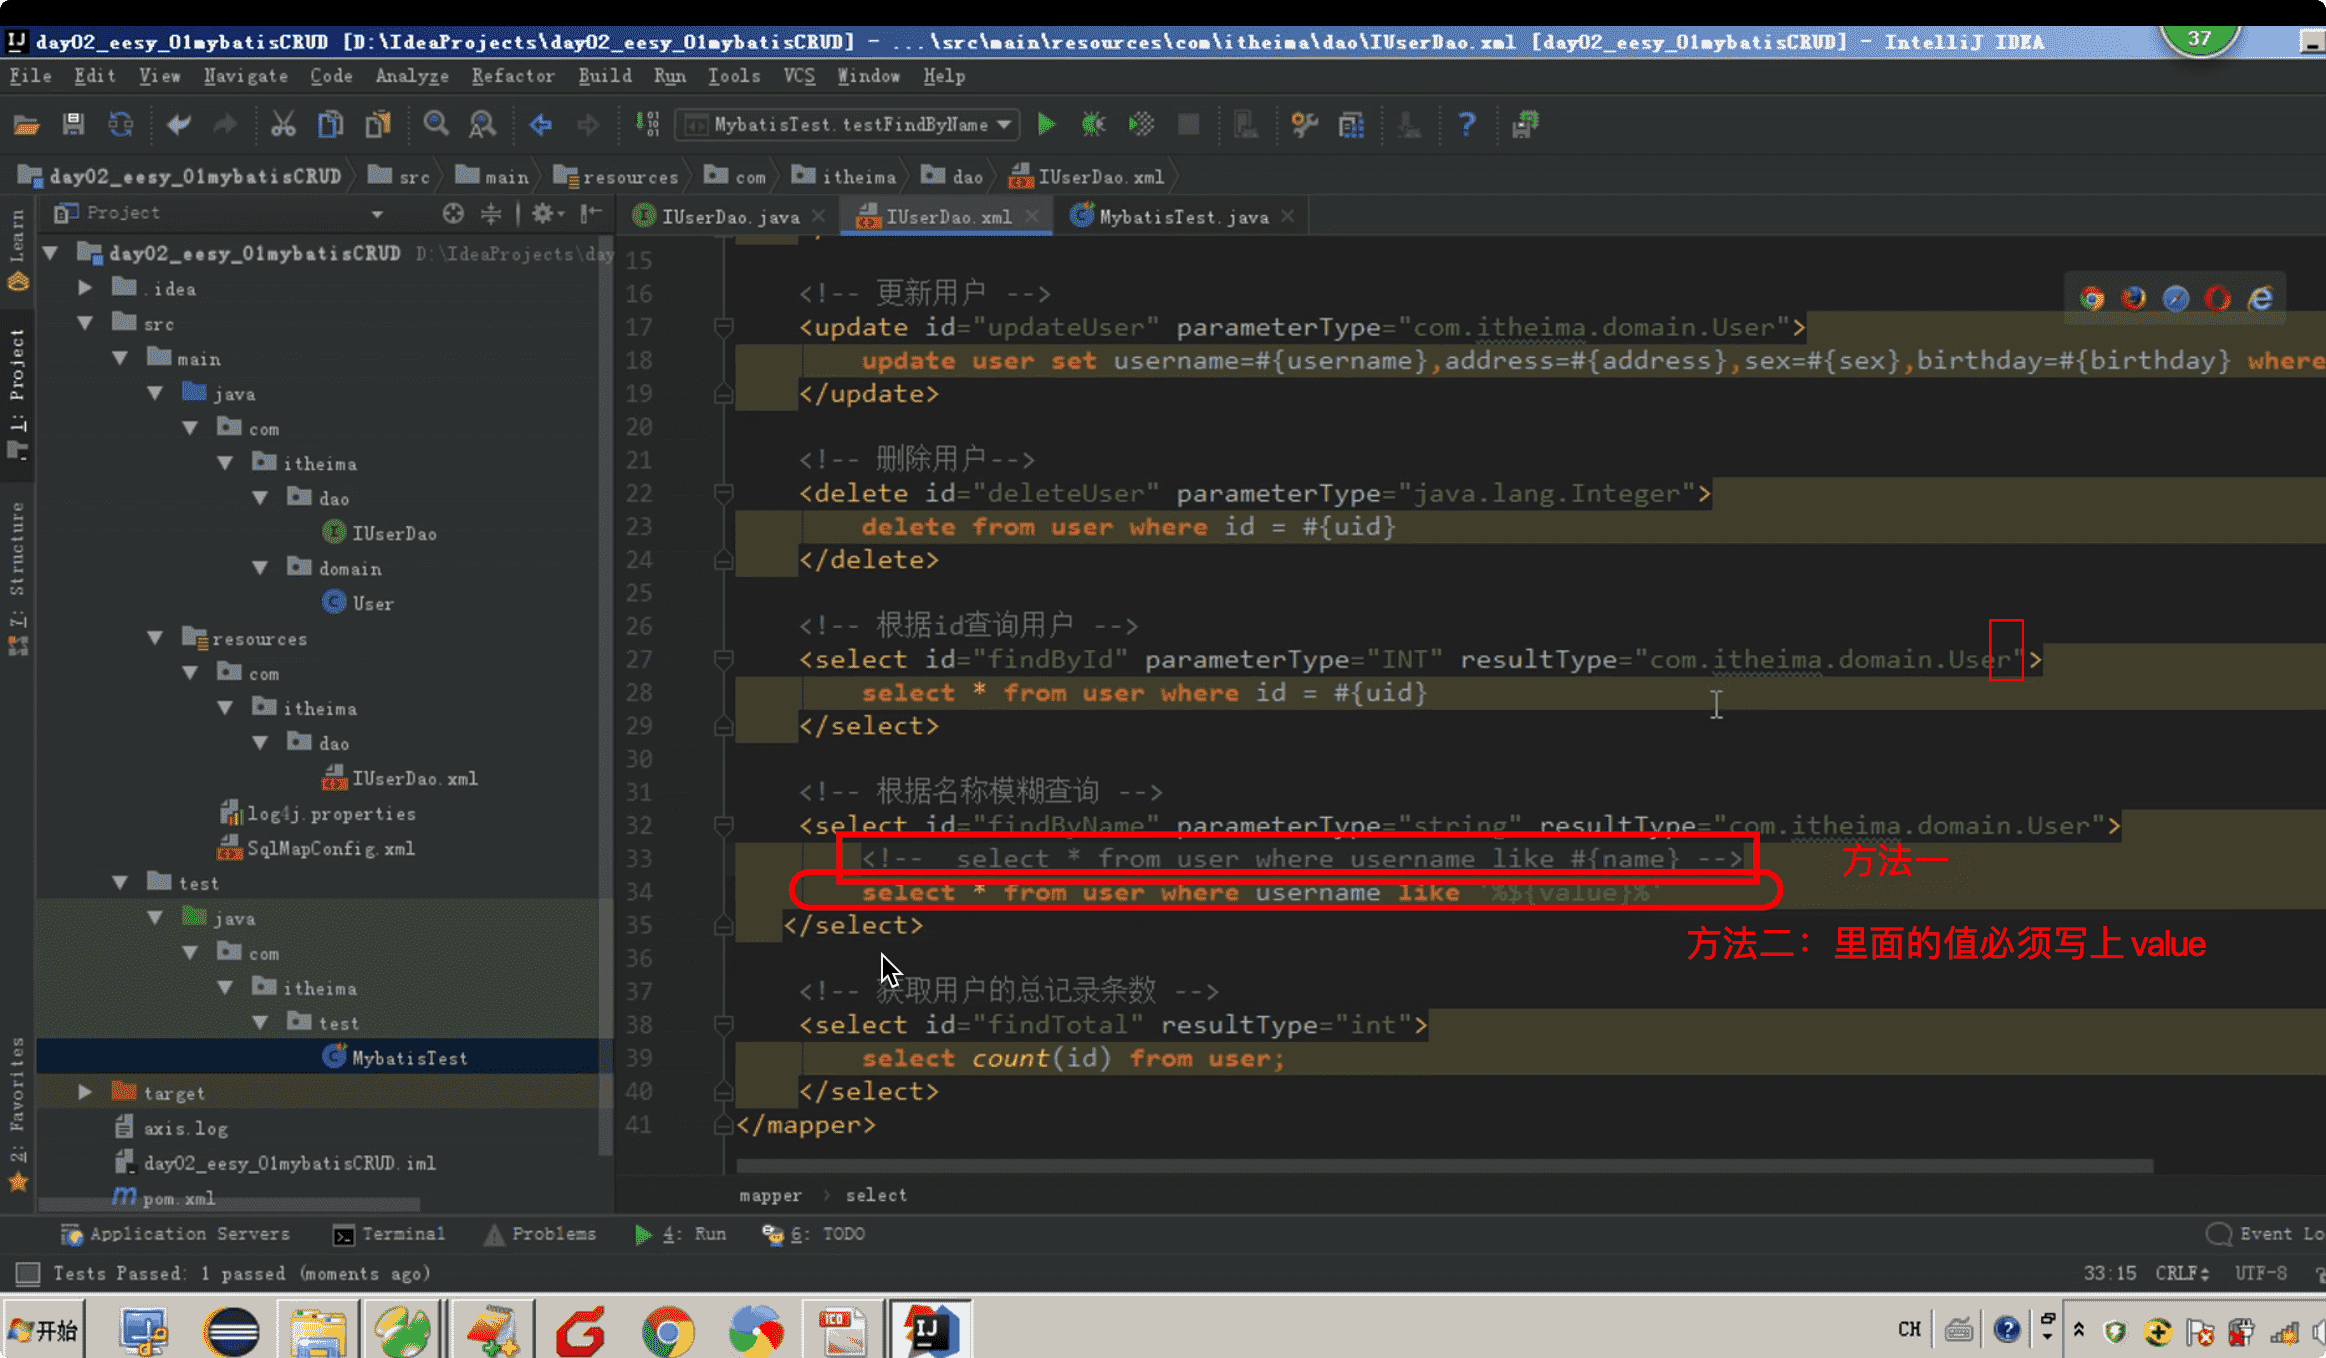 day02_eesy_01mybatisCRUD [D:\IdeaProjects\day02_eesy_01mybatisCRUD] - ...\src\main\resources\com\itheima\dao\IUserDao.xml [day02_eesy_01mybatisCRUD] - IntelliJ IDEA
37
File Edit View Navigate Code Analyze Refactor Build Run Tools VCS Window Help
MybatisTest.testFindByName
day02_eesy_01mybatisCRUD src main resources com itheima dao IUserDao.xml
Project
IUserDao.java IUserDao.xml MybatisTest.java
Learn
1: Project
7: Structure
2: Favorites
day02_eesy_01mybatisCRUD D:\IdeaProjects\day
.idea
src
main
java
com
itheima
dao
IUserDao
domain
User
resources
com
itheima
dao
IUserDao.xml
log4j.properties
SqlMapConfig.xml
test
java
com
itheima
test
MybatisTest
target
axis.log
day02_eesy_01mybatisCRUD.iml
pom.xml
15
16 <!-- 更新用户 -->
17 <update id="updateUser" parameterType="com.itheima.domain.User">
18 update user set username=#{username},address=#{address},sex=#{sex},birthday=#{birthday} where
19 </update>
20
21 <!-- 删除用户-->
22 <delete id="deleteUser" parameterType="java.lang.Integer">
23 delete from user where id = #{uid}
24 </delete>
25
26 <!-- 根据id查询用户 -->
27 <select id="findById" parameterType="INT" resultType="com.itheima.domain.User">
28 select * from user where id = #{uid}
29 </select>
30
31 <!-- 根据名称模糊查询 -->
32 <select id="findByName" parameterType="string" resultType="com.itheima.domain.User">
33 <!-- select * from user where username like #{name} -->
方法一
34 select * from user where username like '%${value}%'
35 </select>
方法二：里面的值必须写上 value
36
37 <!-- 获取用户的总记录条数 -->
38 <select id="findTotal" resultType="int">
39 select count(id) from user;
40 </select>
41 </mapper>
mapper select
Application Servers Terminal Problems 4: Run 6: TODO Event Lo
Tests Passed: 1 passed (moments ago) 33:15 CRLF UTF-8
开始 CH